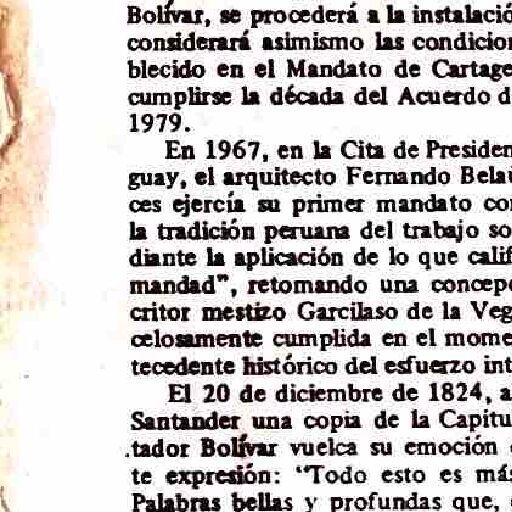 Bolívar, se procederá a la instalació
considerará asimismo las condicion
blecido en el Mandato de Cartage
cumplirse la década del Acuerdo d
1979.
En 1967, en la Cita de Presiden
guay, el arquitecto Fernando Belaú
ces ejercía su primer mandato con
la tradición peruana del trabajo so
diante la aplicación de lo que calif
mandad", retomando una concepc
critor mestizo Garcilaso de la Veg
celosamente cumplida en el mome
tecedente histórico del esfuerzo int
El 20 de diciembre de 1824, a
Santander una copia de la Capitu
.tador Bolívar vuelca su emoción
te expresión: "Todo esto es más
Palabras bellas y profundas que,